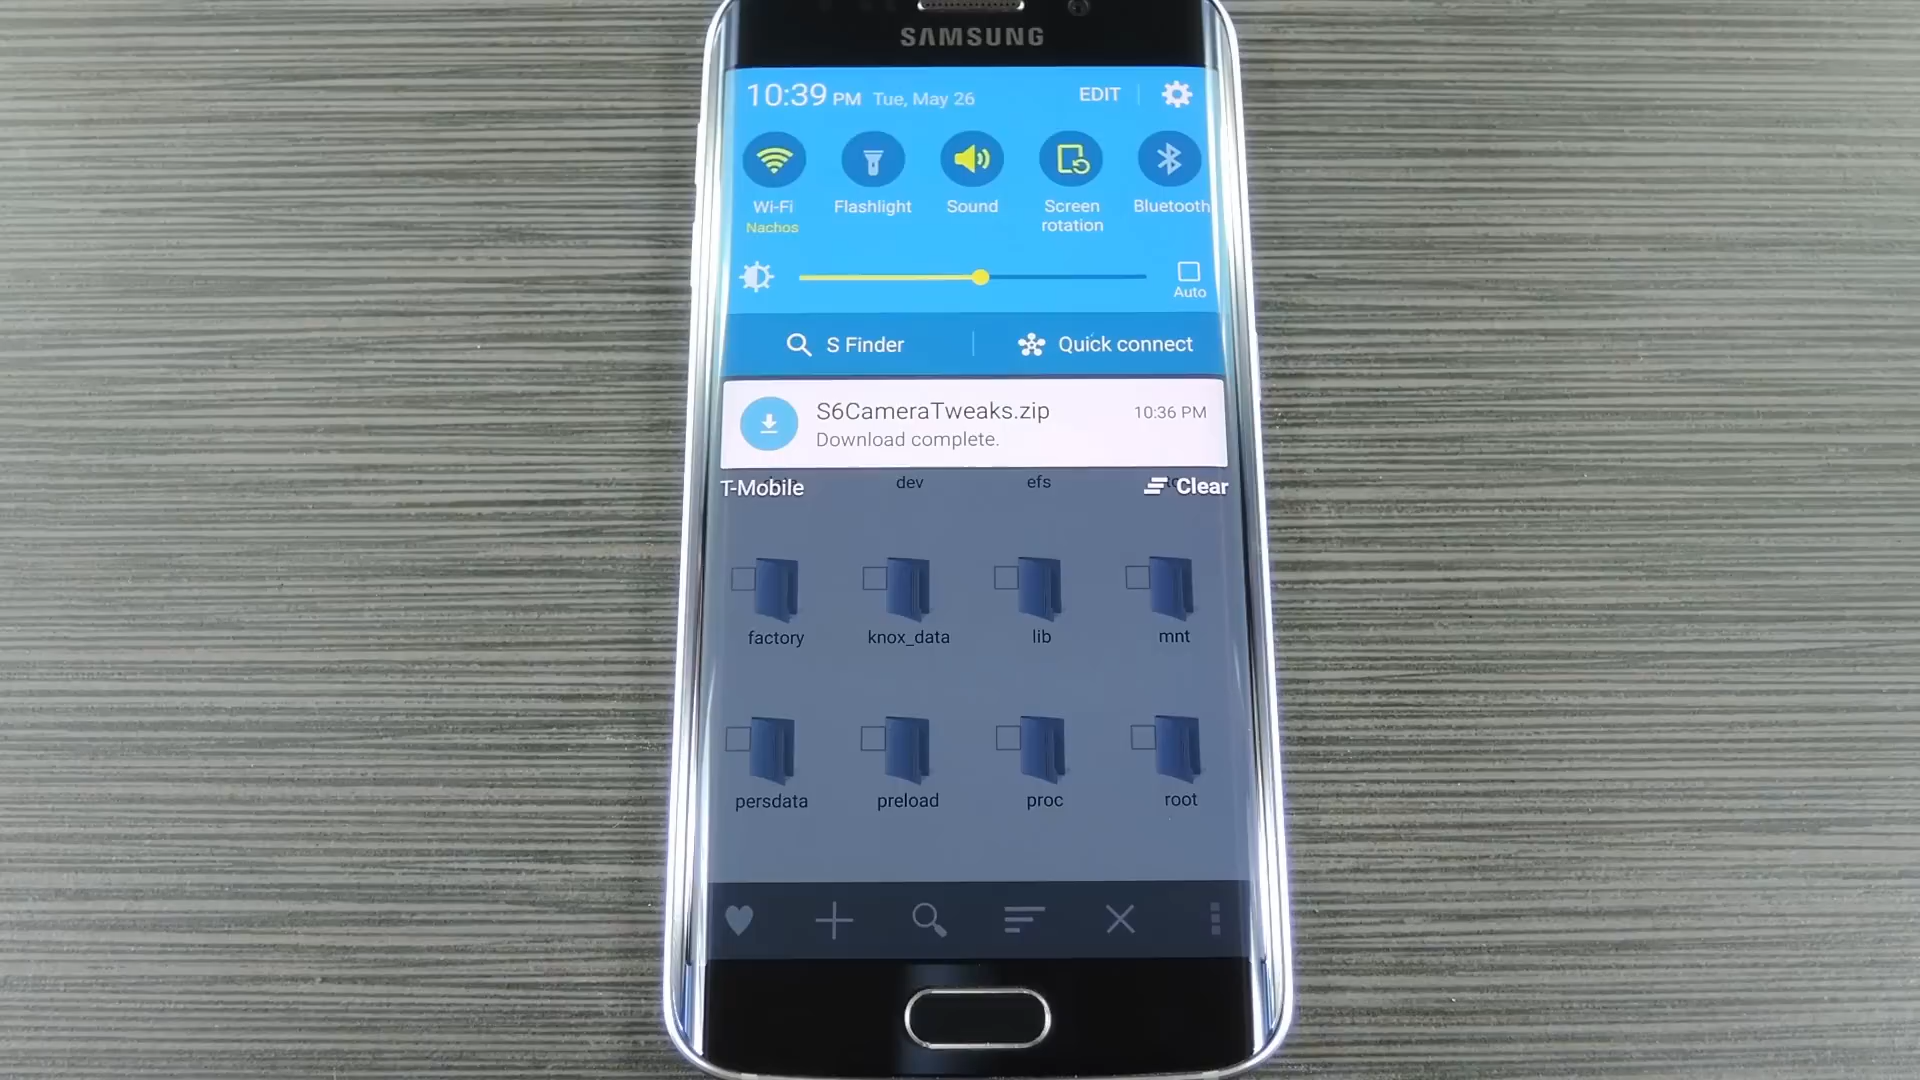 SAMSUNG
10:39 PM Tue, May 26 EDIT
Wi-Fi Flashlight Sound Screen rotation Bluetooth
Nachos
Auto
S Finder Quick connect
S6CameraTweaks.zip 10:36 PM
Download complete.
T-Mobile dev efs Clear
factory knox_data lib mnt
persdata preload proc root